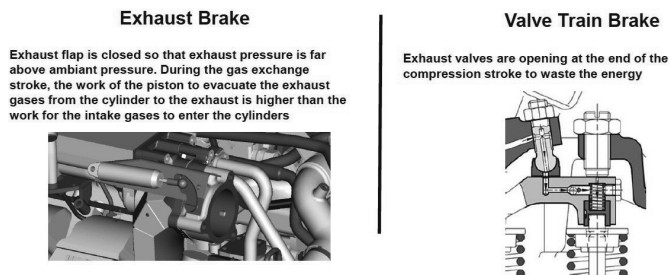 Exhaust Brake
Exhaust flap is closed so that exhaust pressure is far
above ambiant pressure. During the gas exchange
stroke, the work of the piston to evacuate the exhaust
gases from the cylinder to the exhaust is higher than the
work for the intake gases to enter the cylinders
Valve Train Brake
Exhaust valves are opening at the end of the
compression stroke to waste the energy